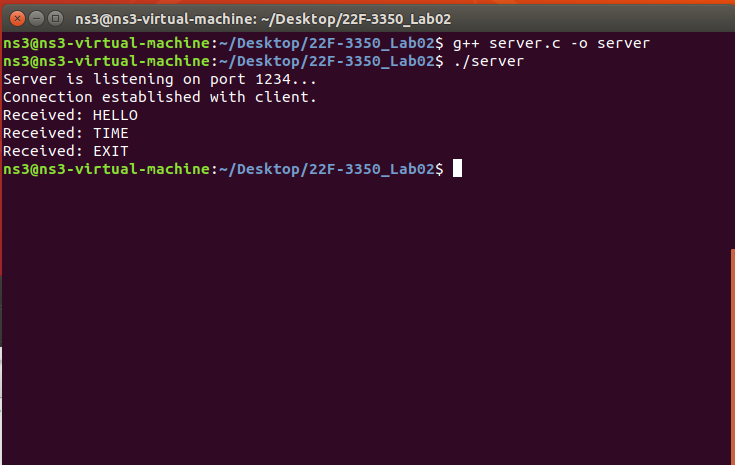 ns3@ns3-virtual-machine: ~/Desktop/22F-3350_Lab02
ns3@ns3-virtual-machine:~/Desktop/22F-3350_Lab02$ g++ server.c -o server
ns3@ns3-virtual-machine:~/Desktop/22F-3350_Lab02$ ./server
Server is listening on port 1234...
Connection established with client.
Received: HELLO
Received: TIME
Received: EXIT
ns3@ns3-virtual-machine:~/Desktop/22F-3350_Lab02$